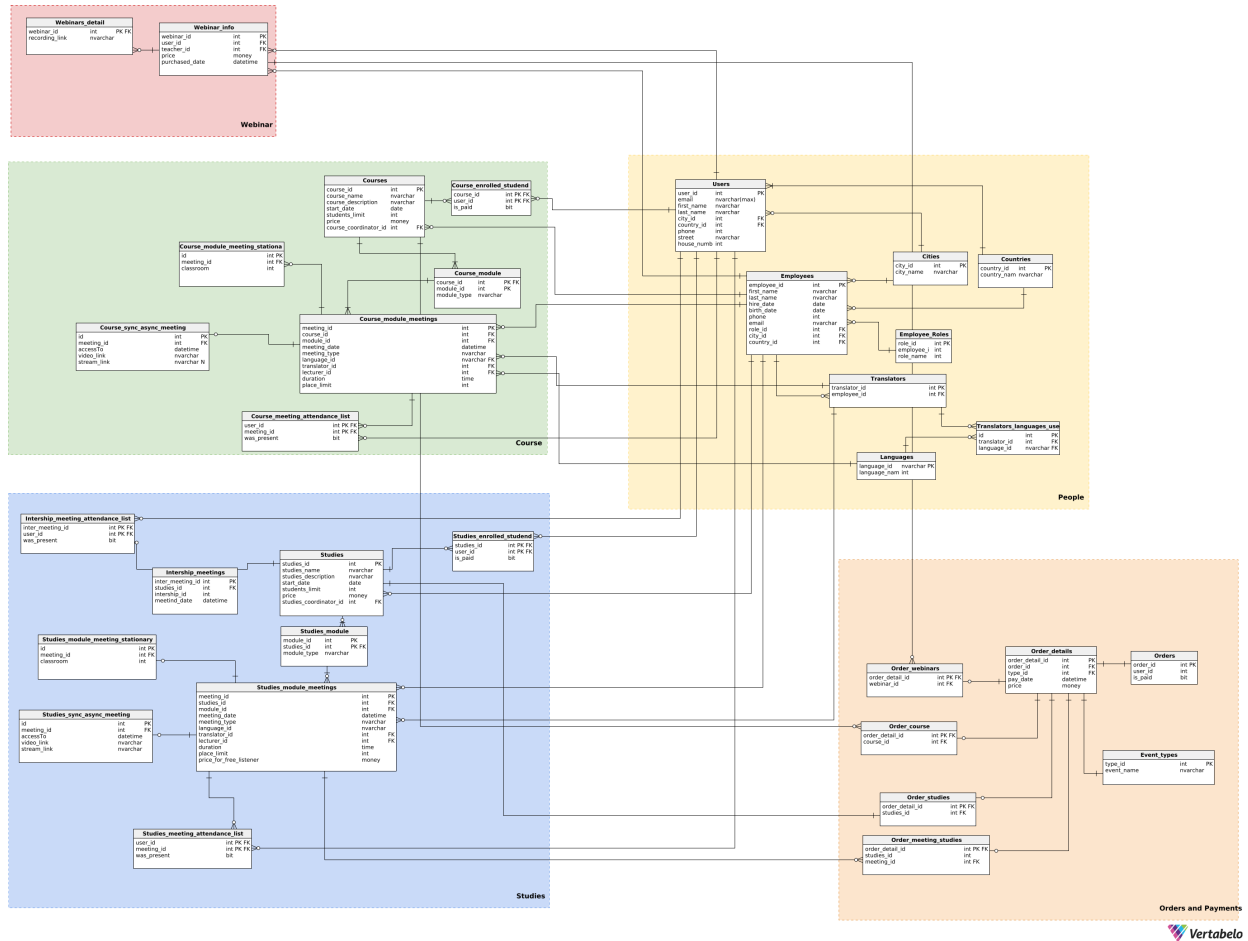 Webinars_detail
webinar_id int PK FK
recording_link nvarchar
Webinar_info
webinar_id int PK
user_id int FK
teacher_id int FK
price money
purchased_date datetime
Webinar
Courses
course_id int PK
course_name nvarchar
course_description nvarchar
start_date date
students_limit int
price money
course_coordinator_id int FK
Course_enrolled_studend
course_id int PK FK
user_id int PK FK
is_paid bit
Course_module_meeting_stationa
id int PK
meeting_id int FK
classroom int
Course_module
course_id int PK FK
module_id int PK
module_type nvarchar
Course_sync_async_meeting
id int PK
meeting_id int FK
accessTo datetime
video_link nvarchar
stream_link nvarchar N
Course_module_meetings
meeting_id int PK
course_id int FK
module_id int FK
meeting_date datetime
meeting_type nvarchar
language_id nvarchar FK
translator_id int FK
lecturer_id int FK
duration time
place_limit int
Course_meeting_attendance_list
user_id int PK FK
meeting_id int PK FK
was_present bit
Course
Users
user_id int PK
email nvarchar(max)
first_name nvarchar
last_name nvarchar
city_id int FK
country_id int FK
phone int
street nvarchar
house_numb int
Cities
city_id int PK
city_name nvarchar
Countries
country_id int PK
country_nam nvarchar
Employees
employee_id int PK
first_name nvarchar
last_name nvarchar
hire_date date
birth_date date
phone int
email nvarchar
role_id int FK
city_id int FK
country_id int FK
Employee_Roles
role_id int PK
employee_i int
role_name int
Translators
translator_id int PK
employee_id int FK
Translators_languages_use
id int PK
translator_id int FK
language_id nvarchar FK
Languages
language_id nvarchar PK
language_nam int
People
Intership_meeting_attendance_list
inter_meeting_id int PK FK
user_id int PK FK
was_present bit
Intership_meetings
inter_meeting_id int PK
studies_id int FK
intership_id int
meetind_date datetime
Studies
studies_id int PK
studies_name nvarchar
studies_description nvarchar
start_date date
students_limit int
price money
studies_coordinator_id int FK
Studies_enrolled_studend
studies_id int PK FK
user_id int PK FK
is_paid bit
Studies_module
module_id int PK
studies_id int PK FK
module_type nvarchar
Studies_module_meeting_stationary
id int PK
meeting_id int FK
classroom int
Studies_sync_async_meeting
id int PK
meeting_id int FK
accessTo datetime
video_link nvarchar
stream_link nvarchar
Studies_module_meetings
meeting_id int PK
studies_id int FK
module_id int FK
meeting_date datetime
meeting_type nvarchar
language_id nvarchar
translator_id int FK
lecturer_id int FK
duration time
place_limit int
price_for_free_listener money
Studies_meeting_attendance_list
user_id int PK FK
meeting_id int PK FK
was_present bit
Studies
Order_webinars
order_detail_id int PK FK
webinar_id int FK
Order_details
order_detail_id int PK
order_id int FK
type_id int FK
pay_date datetime
price money
Orders
order_id int PK
user_id int
is_paid bit
Order_course
order_detail_id int PK FK
course_id int FK
Event_types
type_id int PK
event_name nvarchar
Order_studies
order_detail_id int PK FK
studies_id int FK
Order_meeting_studies
order_detail_id int PK FK
studies_id int
meeting_id int FK
Orders and Payments
Vertabelo